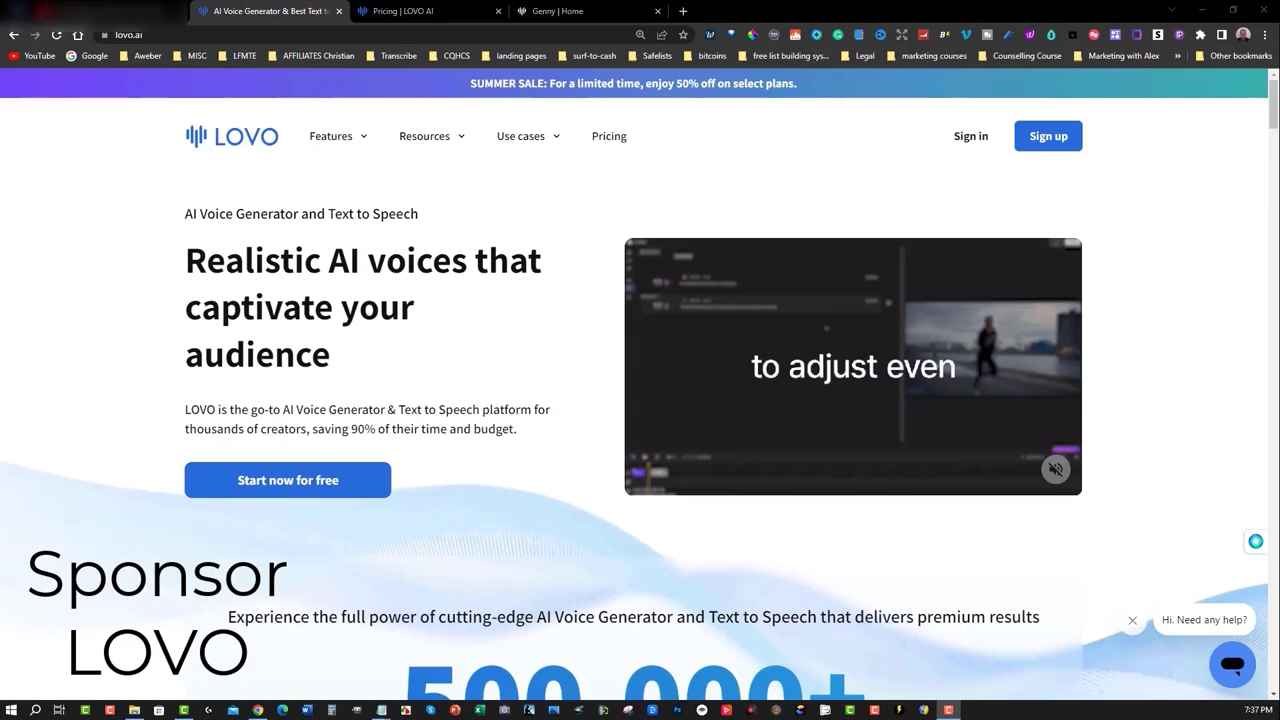 AI Voice Generator & Best Text to
Pricing | LOVO AI
Genny | Home
lovo.ai
YouTube
Google
Aweber
MISC
LFMTE
AFFILIATES Christian
Transcribe
CQHCS
landing pages
surf-to-cash
Safelists
bitcoins
free list building sys...
Legal
marketing courses
Counselling Course
Marketing with Alex
Other bookmarks
SUMMER SALE: For a limited time, enjoy 50% off on select plans.
LOVO
Features
Resources
Use cases
Pricing
Sign in
Sign up
AI Voice Generator and Text to Speech
Realistic AI voices that
captivate your
audience
to adjust even
LOVO is the go-to AI Voice Generator & Text to Speech platform for
thousands of creators, saving 90% of their time and budget.
Start now for free
Sponsor
LOVO
Experience the full power of cutting-edge AI Voice Generator and Text to Speech that delivers premium results
Hi. Need any help?
500,000+
7:37 PM